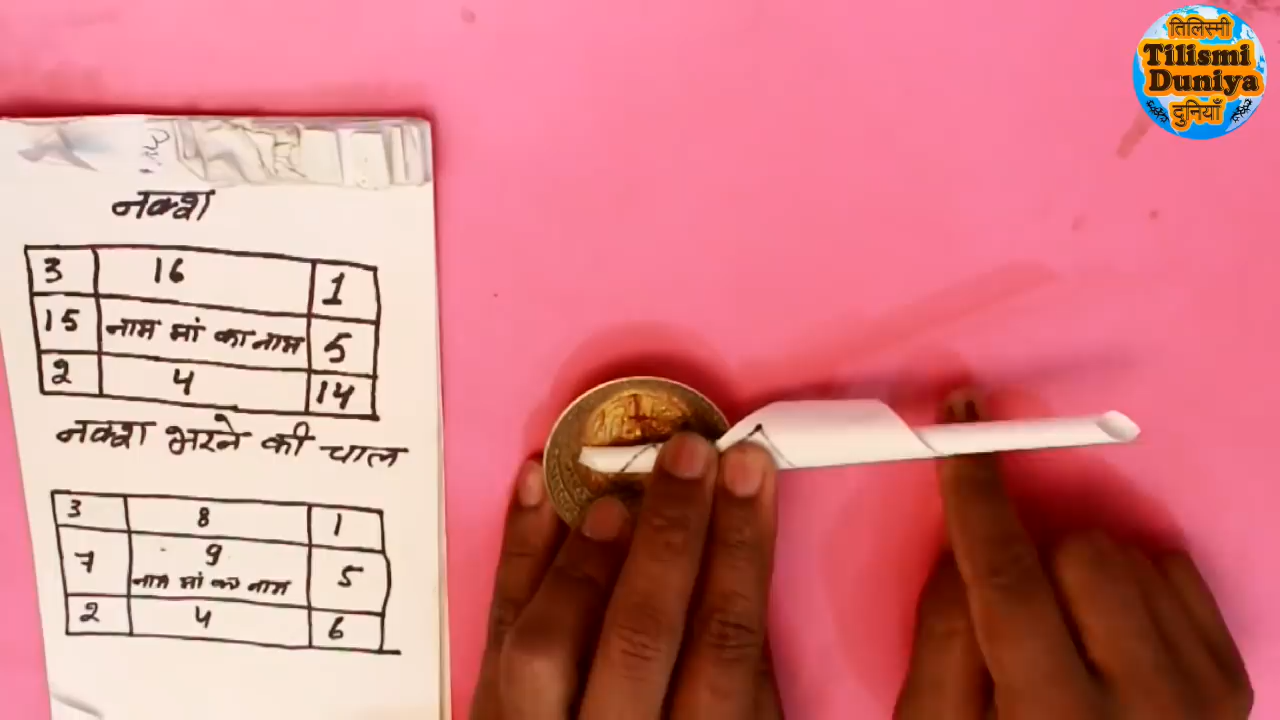 नक्श
3 16 1
15 नाम मां का नाम 5
2 4 14
नक्श भरने की चाल
3 8 1
7 9 5
नाम मां का नाम
2 4 6
तिलिस्मी
Tilismi
Duniya
दुनियाँ